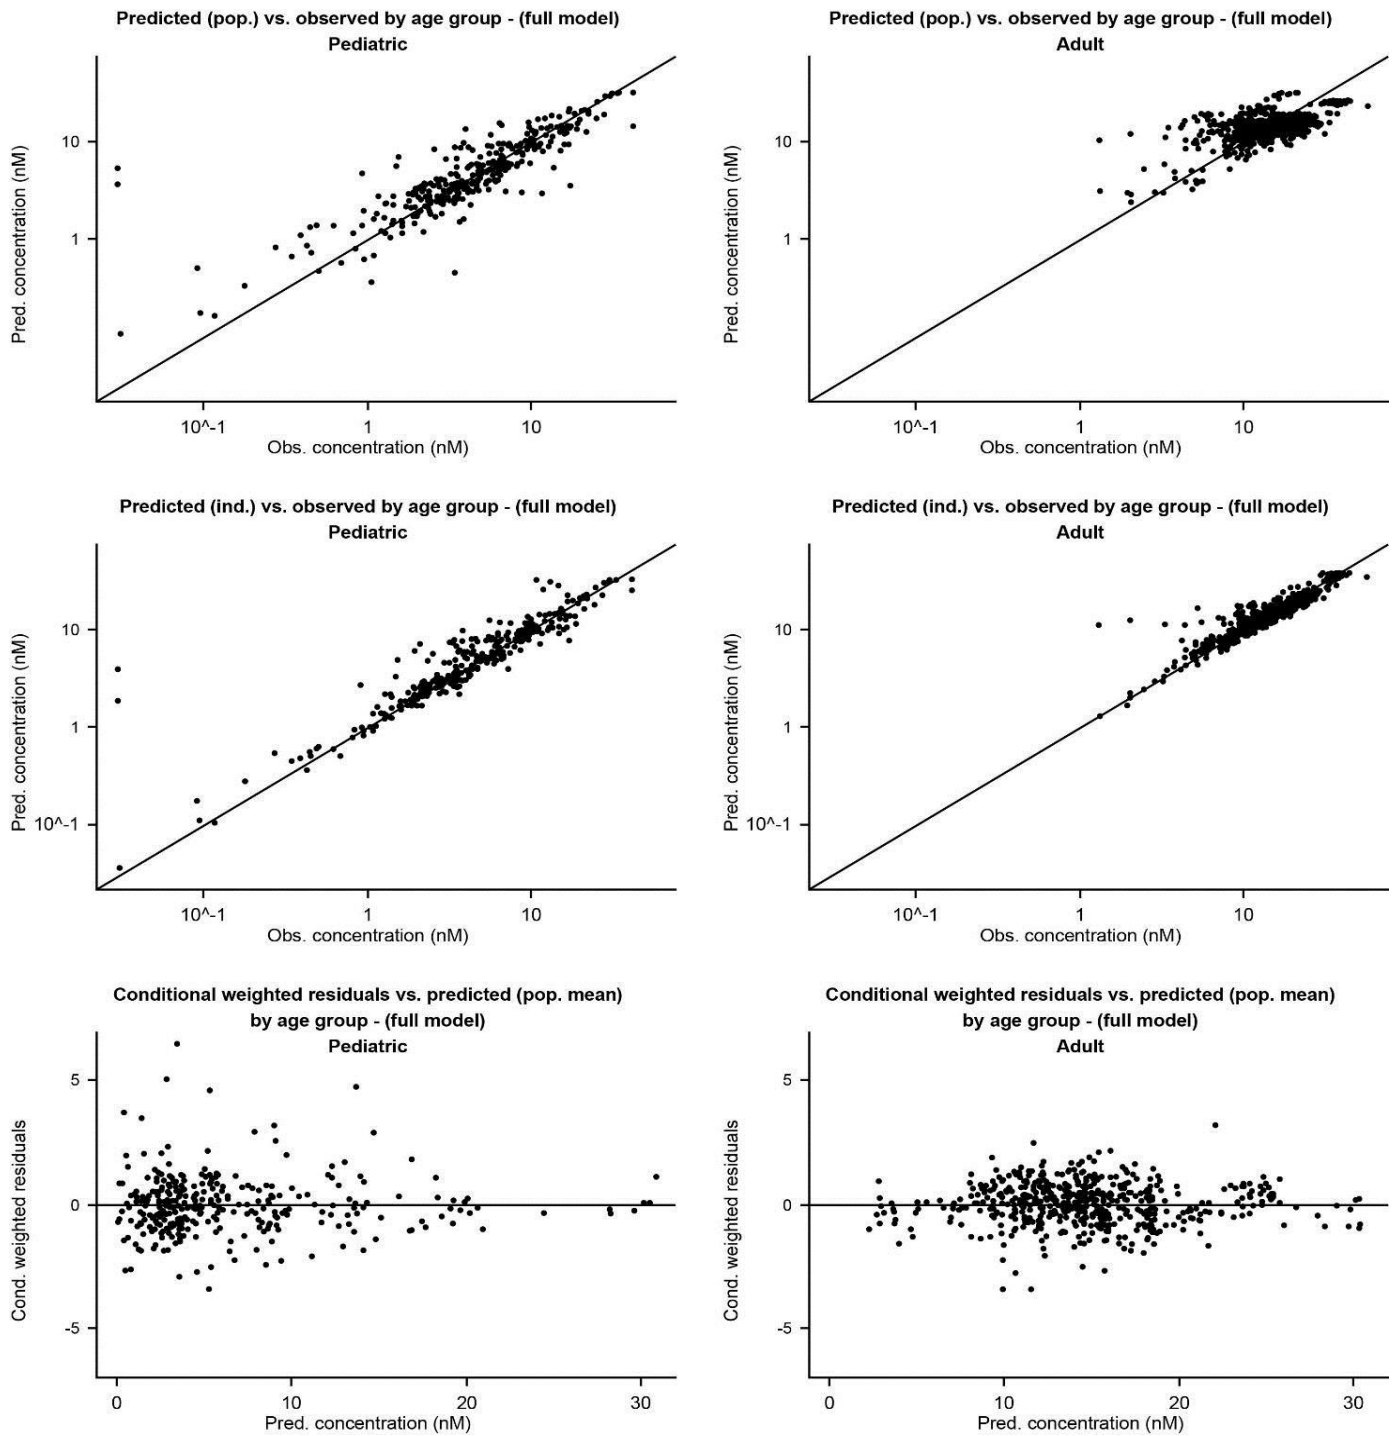 Predicted (pop.) vs. observed by age group - (full model)
Pediatric
10
1
Pred. concentration (nM)
10^-1
1
10
Obs. concentration (nM)
Predicted (pop.) vs. observed by age group - (full model)
Adult
10
1
Pred. concentration (nM)
10^-1
1
10
Obs. concentration (nM)
Predicted (ind.) vs. observed by age group - (full model)
Pediatric
10
1
10^-1
Pred. concentration (nM)
10^-1
1
10
Obs. concentration (nM)
Predicted (ind.) vs. observed by age group - (full model)
Adult
10
1
10^-1
Pred. concentration (nM)
10^-1
1
10
Obs. concentration (nM)
Conditional weighted residuals vs. predicted (pop. mean)
by age group - (full model)
Pediatric
5
0
-5
Cond. weighted residuals
0
10
20
30
Pred. concentration (nM)
Conditional weighted residuals vs. predicted (pop. mean)
by age group - (full model)
Adult
5
0
-5
Cond. weighted residuals
0
10
20
30
Pred. concentration (nM)